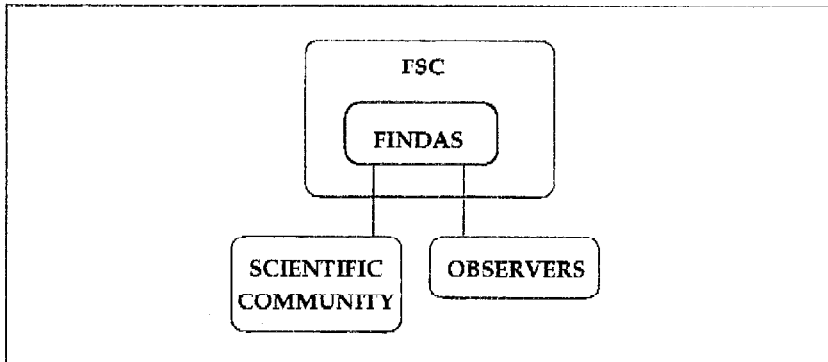 FSC
FINDAS
SCIENTIFIC
COMMUNITY
OBSERVERS